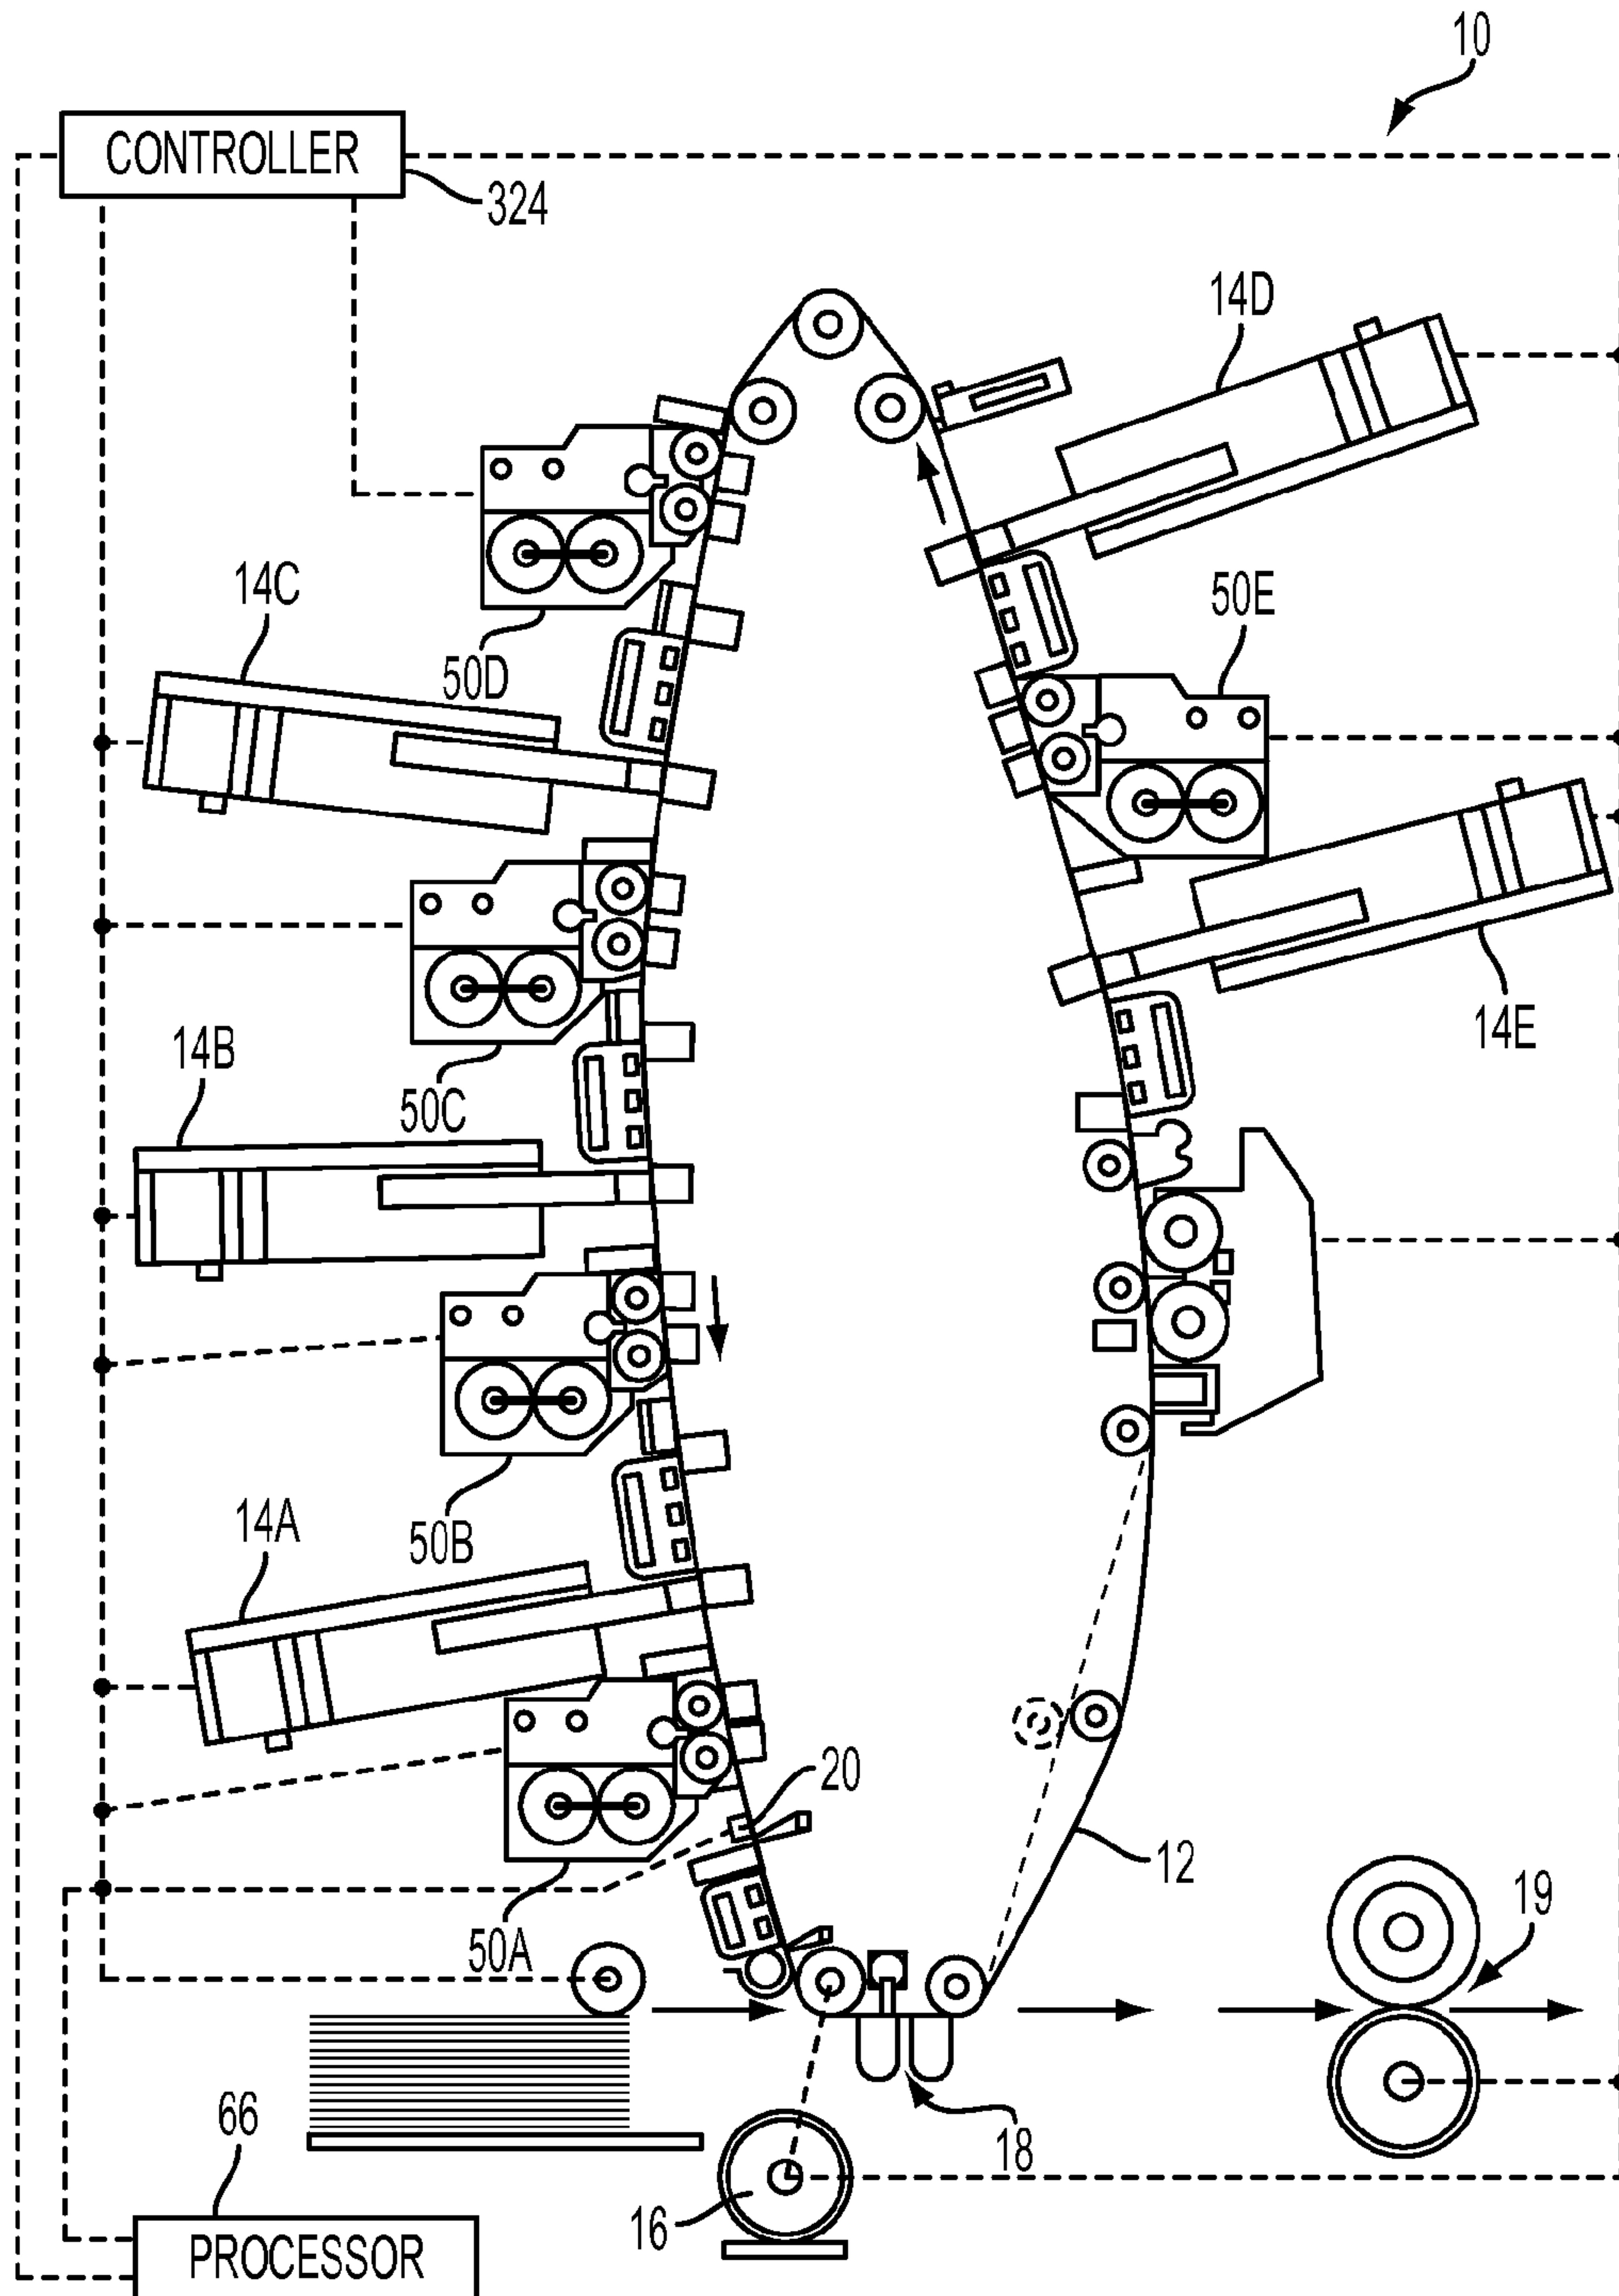 10
CONTROLLER
324
14D
14C
50D
50E
14B
50C
14E
14A
50B
20
12
50A
19
66
18
16
PROCESSOR